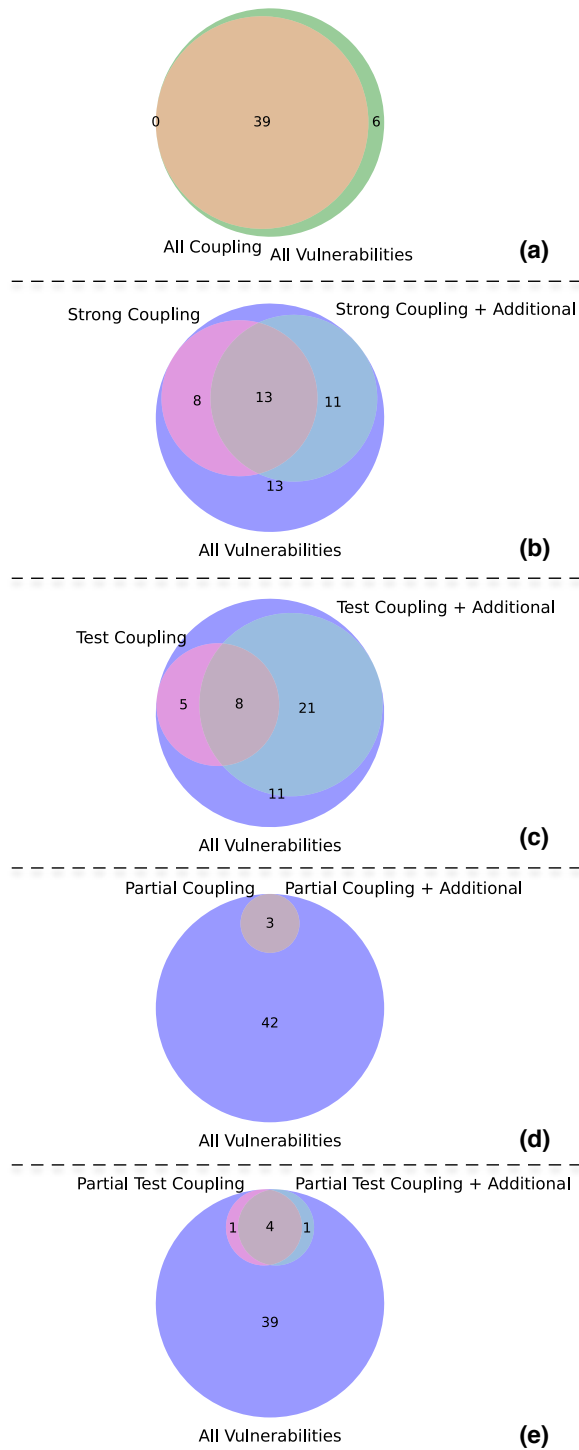 0 39 6
All Coupling
All Vulnerabilities
(a)
Strong Coupling
Strong Coupling + Additional
8 13 11
13
All Vulnerabilities
(b)
Test Coupling + Additional
Test Coupling
5 8 21
11
All Vulnerabilities
(c)
Partial Coupling
Partial Coupling + Additional
3
42
All Vulnerabilities
(d)
Partial Test Coupling
Partial Test Coupling + Additional
1 4 1
39
All Vulnerabilities
(e)